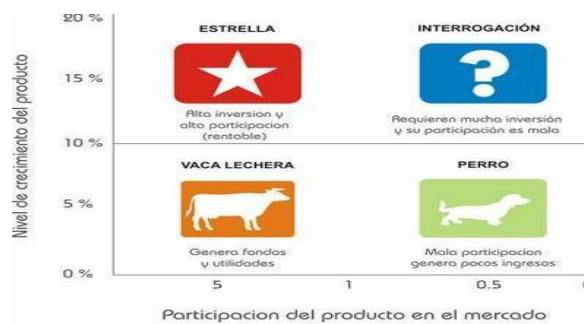 20 %
ESTRELLA
INTERROGACIÓN
15 %
Alta inversion y
alta participacion
(rentable)
Requieren mucha inversión
y su participación es mala
10 %
VACA LECHERA
PERRO
5 %
Genera fondos
y utilidades
Mala participacion
genera pocos ingresos
0 %
5
1
0.5
Nivel de crecimiento del producto
Participacion del producto en el mercado